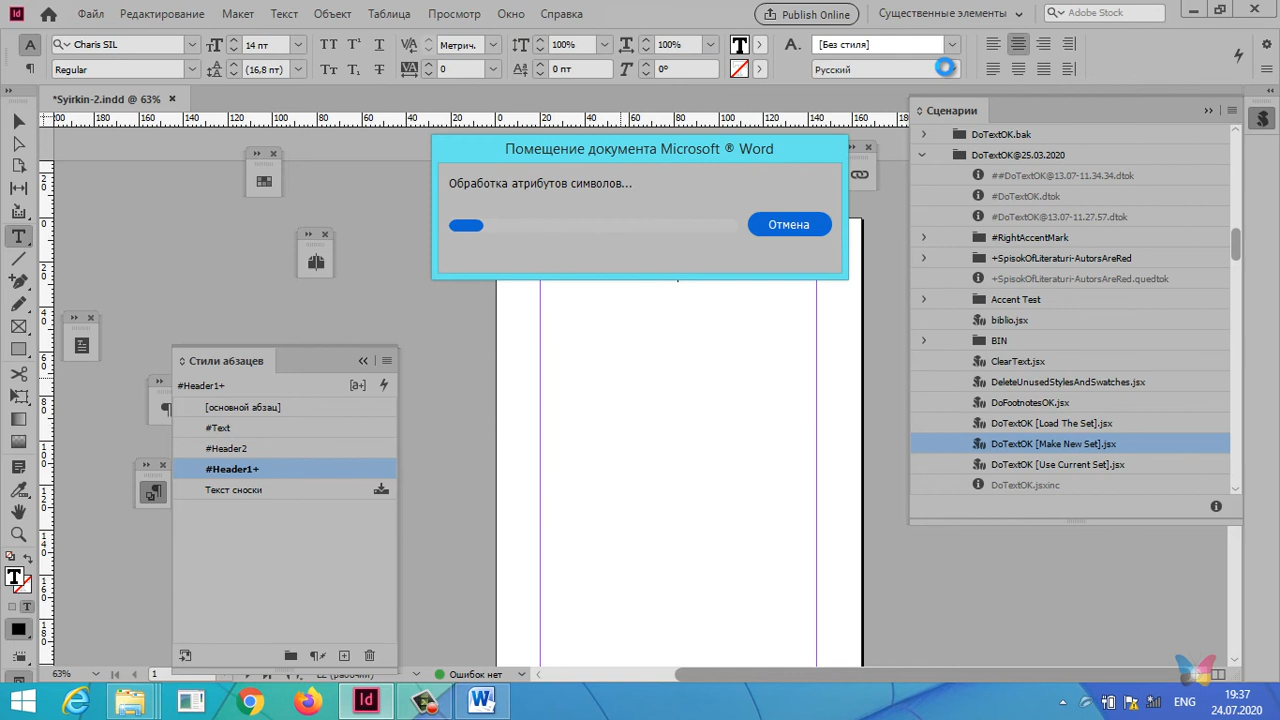 Файл Редактирование Макет Текст Объект Таблица Просмотр Окно Справка Publish Online Существенные элементы Adobe Stock
Charis SIL 14 пт Метрич. 100% 100% [Без стиля]
Regular (16,8 пт) 0 0 пт 0° Русский
*Syirkin-2.indd @ 63%
Сценарии
DoTextOK.bak
DoTextOK@25.03.2020
##DoTextOK@13.07-11.34.34.dtok
#DoTextOK.dtok
#DoTextOK@13.07-11.27.57.dtok
#RightAccentMark
+SpisokOfLiteraturi-AutorsAreRed
+SpisokOfLiteraturi-AutorsAreRed.quedtok
Accent Test
biblio.jsx
BIN
ClearText.jsx
DeleteUnusedStylesAndSwatches.jsx
DoFootnotesOK.jsx
DoTextOK [Load The Set].jsx
DoTextOK [Make New Set].jsx
DoTextOK [Use Current Set].jsx
DoTextOK.jsxinc
Помещение документа Microsoft ® Word
Обработка атрибутов символов...
Отмена
Стили абзацев
#Header1+
[основной абзац]
#Text
#Header2
#Header1+
Текст сноски
63% 1 Ошибок нет
ENG
19:37
24.07.2020